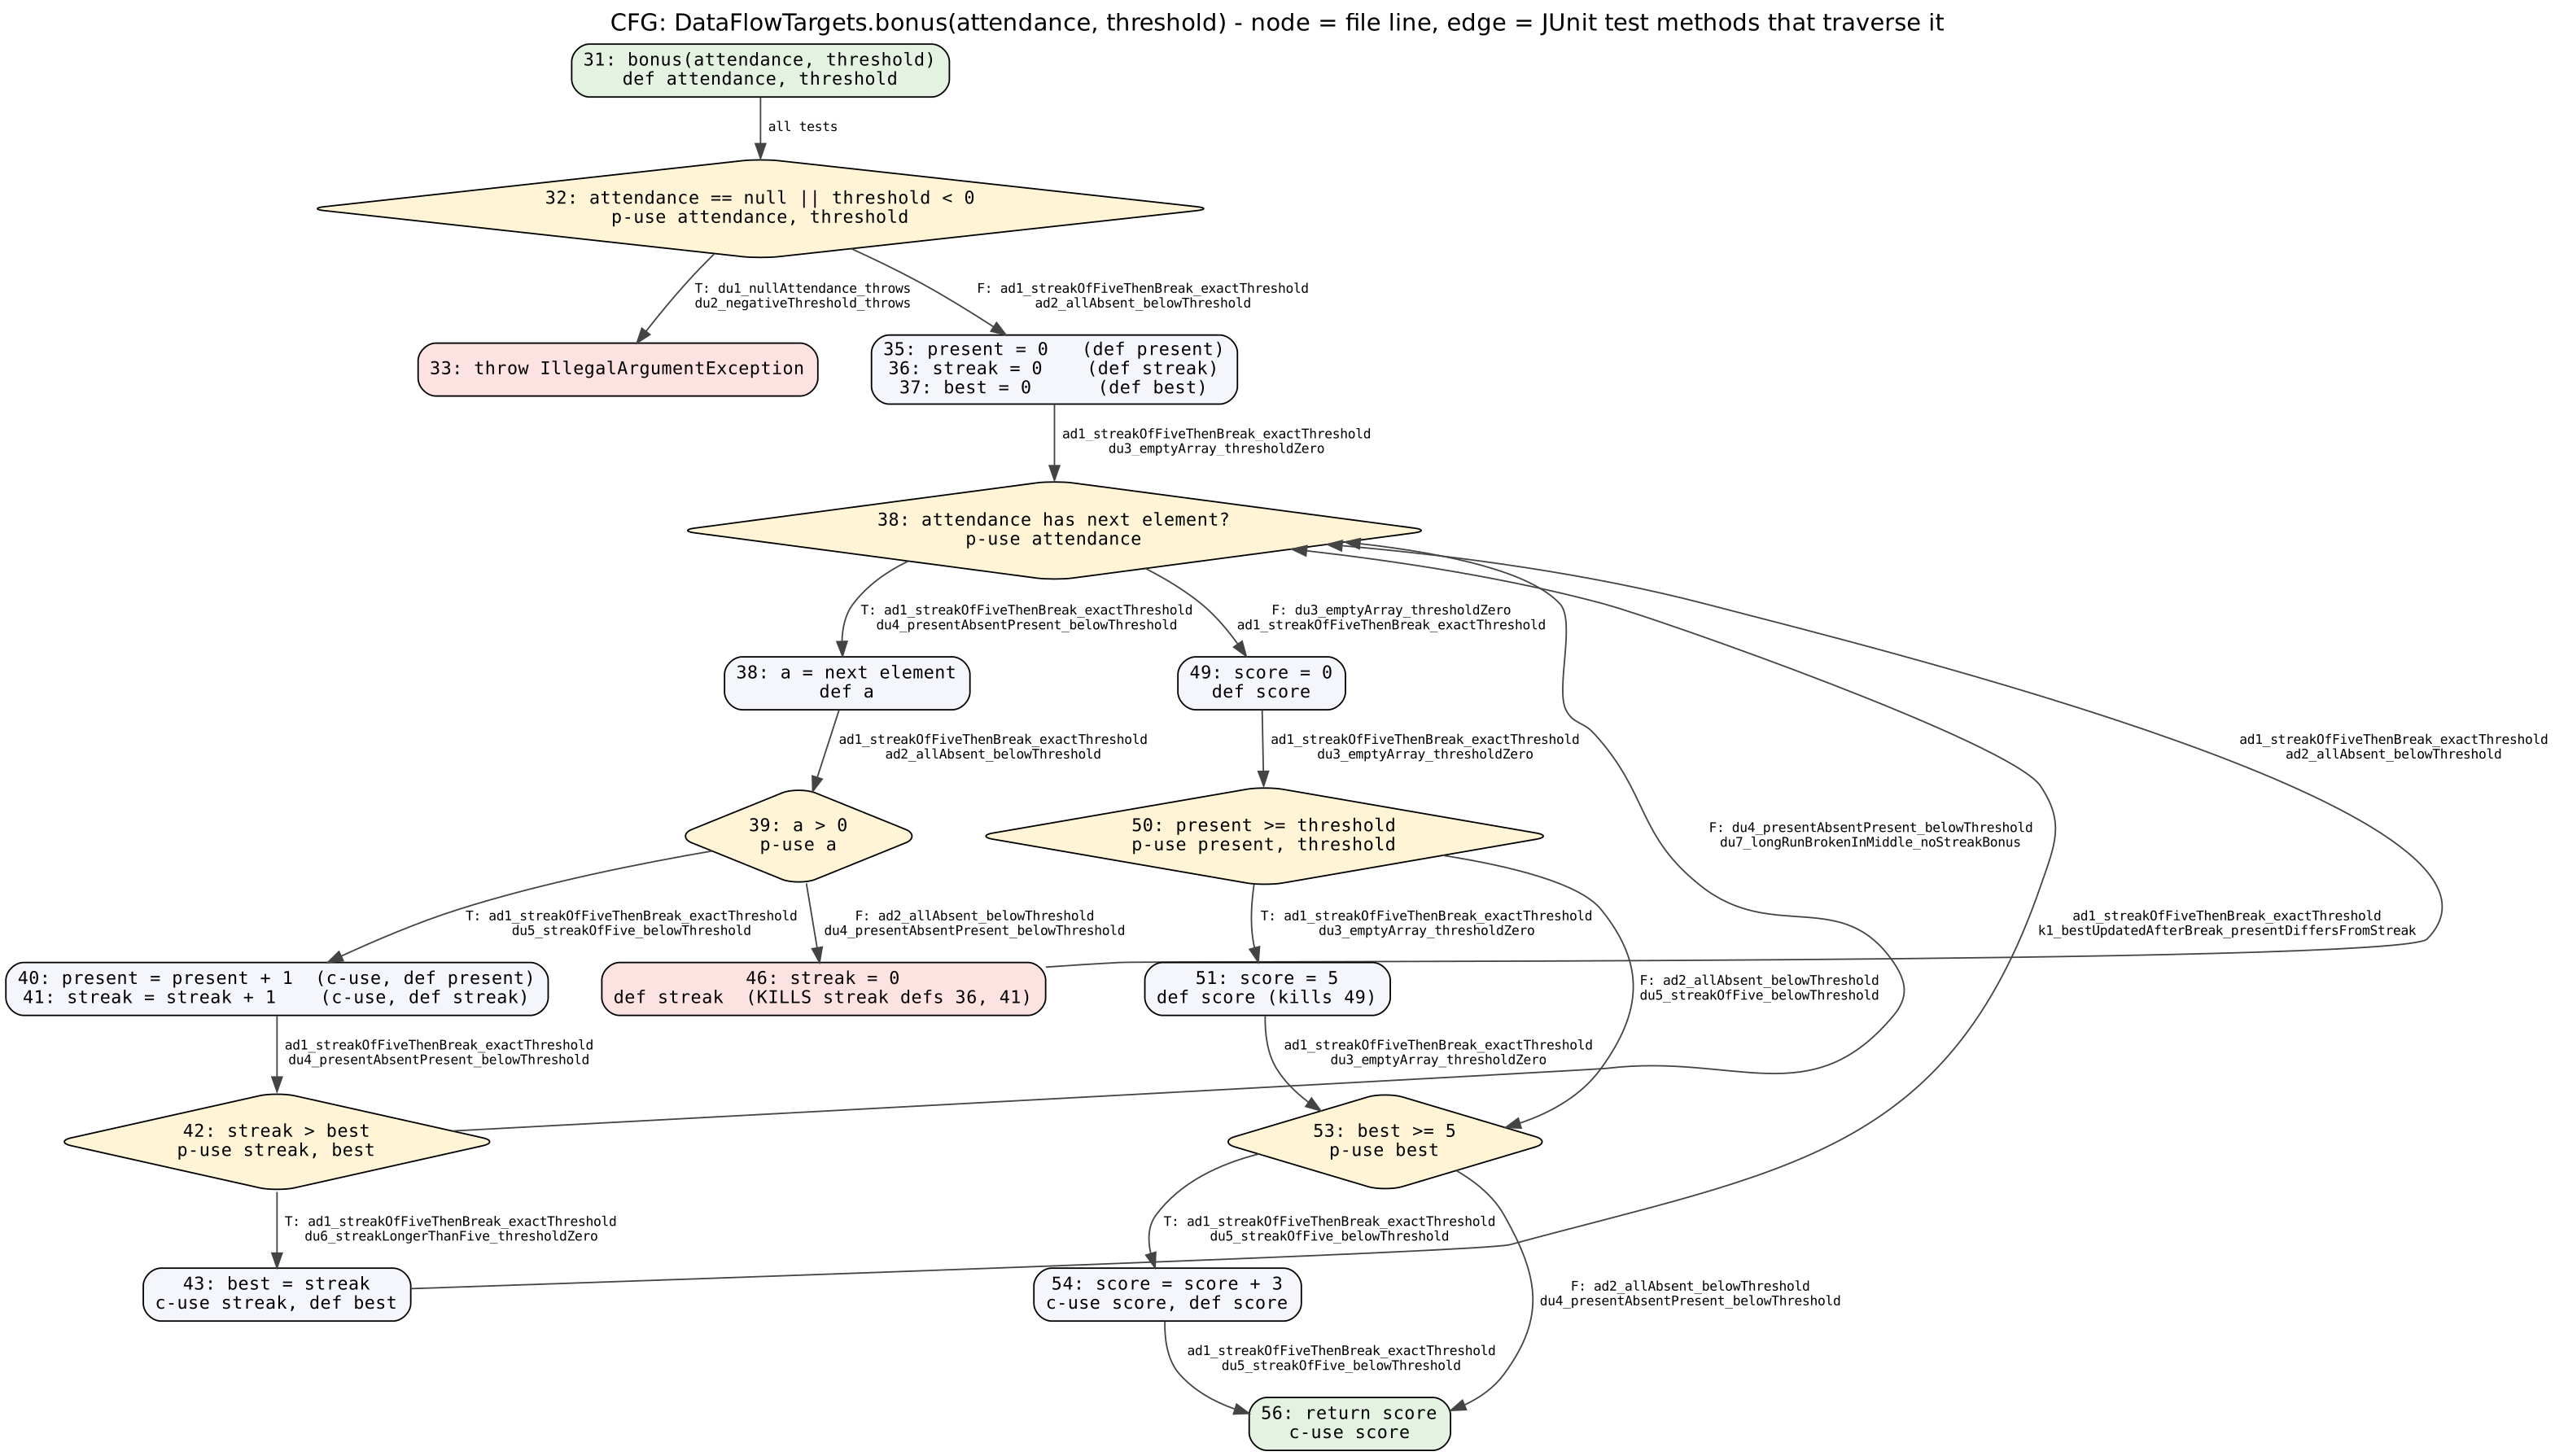 CFG: DataFlowTargets.bonus(attendance, threshold) - node = file line, edge = JUnit test methods that traverse it
31: bonus(attendance, threshold)
def attendance, threshold
all tests
32: attendance == null || threshold < 0
p-use attendance, threshold
T: du1_nullAttendance_throws
du2_negativeThreshold_throws
F: ad1_streakOfFiveThenBreak_exactThreshold
ad2_allAbsent_belowThreshold
33: throw IllegalArgumentException
35: present = 0   (def present)
36: streak = 0    (def streak)
37: best = 0      (def best)
ad1_streakOfFiveThenBreak_exactThreshold
du3_emptyArray_thresholdZero
38: attendance has next element?
p-use attendance
T: ad1_streakOfFiveThenBreak_exactThreshold
du4_presentAbsentPresent_belowThreshold
F: du3_emptyArray_thresholdZero
ad1_streakOfFiveThenBreak_exactThreshold
38: a = next element
def a
49: score = 0
def score
ad1_streakOfFiveThenBreak_exactThreshold
ad2_allAbsent_belowThreshold
ad1_streakOfFiveThenBreak_exactThreshold
du3_emptyArray_thresholdZero
ad1_streakOfFiveThenBreak_exactThreshold
ad2_allAbsent_belowThreshold
39: a > 0
p-use a
50: present >= threshold
p-use present, threshold
F: du4_presentAbsentPresent_belowThreshold
du7_longRunBrokenInMiddle_noStreakBonus
T: ad1_streakOfFiveThenBreak_exactThreshold
du5_streakOfFive_belowThreshold
F: ad2_allAbsent_belowThreshold
du4_presentAbsentPresent_belowThreshold
T: ad1_streakOfFiveThenBreak_exactThreshold
du3_emptyArray_thresholdZero
ad1_streakOfFiveThenBreak_exactThreshold
k1_bestUpdatedAfterBreak_presentDiffersFromStreak
40: present = present + 1  (c-use, def present)
41: streak = streak + 1    (c-use, def streak)
46: streak = 0
def streak  (KILLS streak defs 36, 41)
51: score = 5
def score (kills 49)
F: ad2_allAbsent_belowThreshold
du5_streakOfFive_belowThreshold
ad1_streakOfFiveThenBreak_exactThreshold
du4_presentAbsentPresent_belowThreshold
ad1_streakOfFiveThenBreak_exactThreshold
du3_emptyArray_thresholdZero
42: streak > best
p-use streak, best
53: best >= 5
p-use best
T: ad1_streakOfFiveThenBreak_exactThreshold
du6_streakLongerThanFive_thresholdZero
T: ad1_streakOfFiveThenBreak_exactThreshold
du5_streakOfFive_belowThreshold
43: best = streak
c-use streak, def best
54: score = score + 3
c-use score, def score
F: ad2_allAbsent_belowThreshold
du4_presentAbsentPresent_belowThreshold
ad1_streakOfFiveThenBreak_exactThreshold
du5_streakOfFive_belowThreshold
56: return score
c-use score